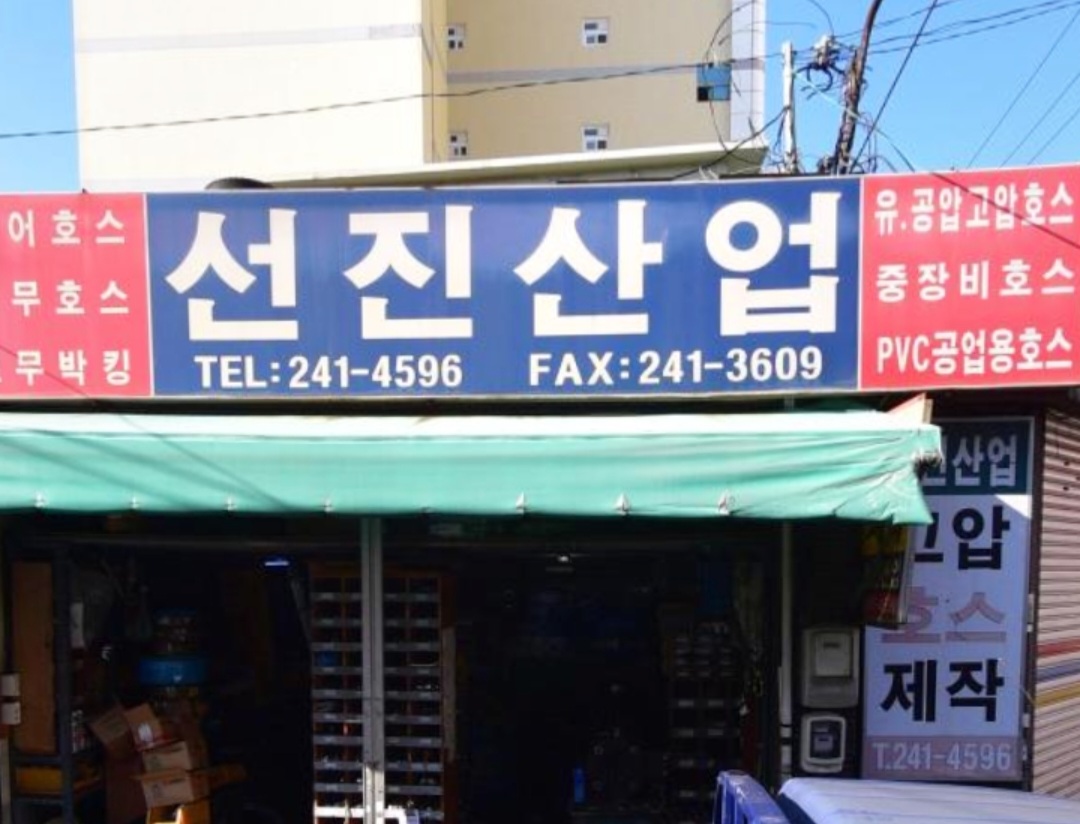 어호스
무호스
무박킹
선진산업
TEL:241-4596 FAX:241-3609
유.공압고압호스
중장비호스
PVC공업용호스
산업
압
호스
제작
T.241-4596